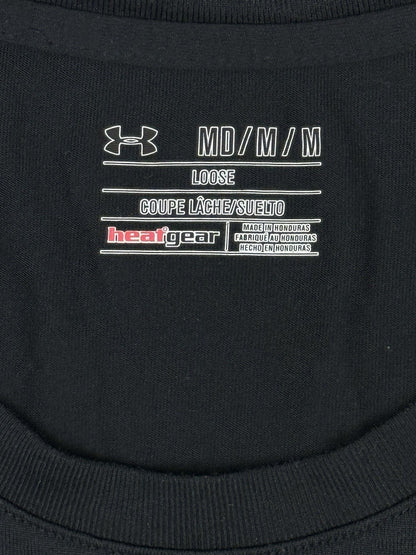 MD/M/M
LOOSE
COUPE LÂCHE/SUELTO
heatgear
MADE IN HONDURAS
FABRIQUÉ AU HONDURAS
HECHO EN HONDURAS